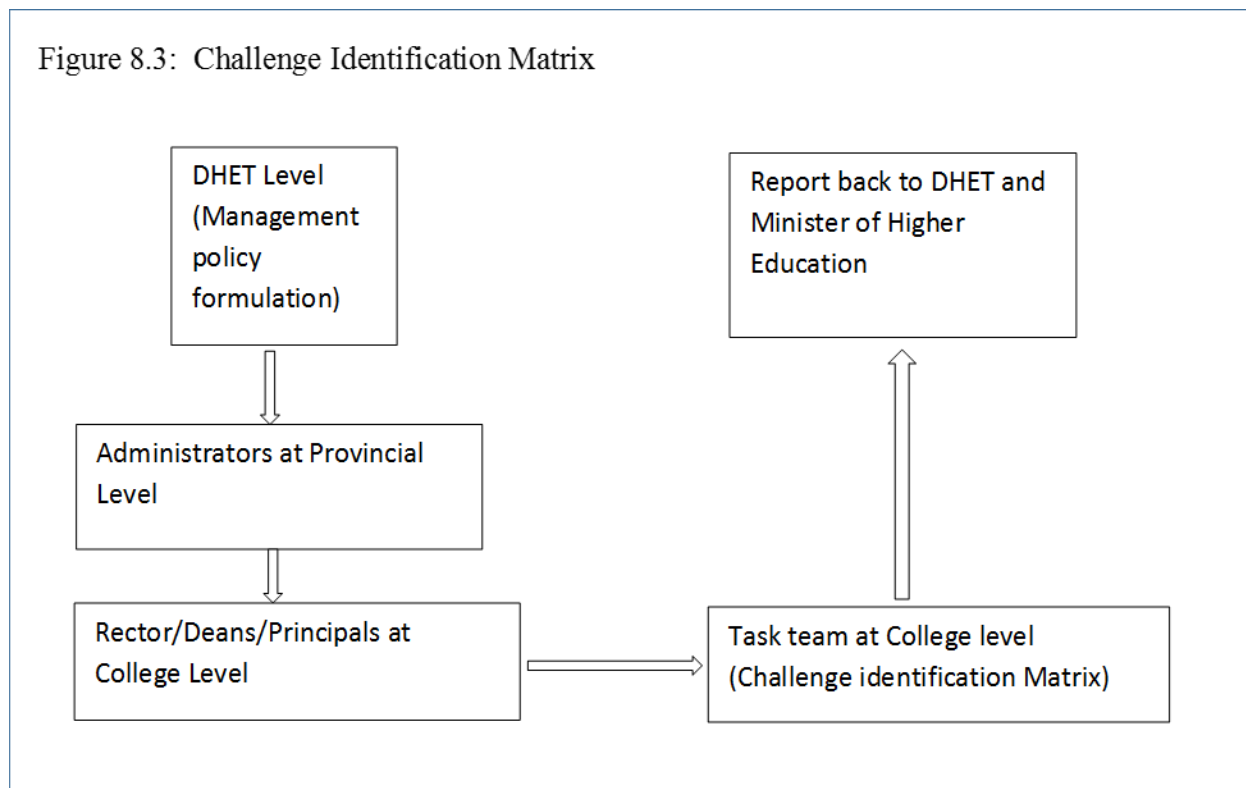 Figure 8.3:  Challenge Identification Matrix
DHET Level
(Management
policy
formulation)
Administrators at Provincial
Level
Rector/Deans/Principals at
College Level
Task team at College level
(Challenge identification Matrix)
Report back to DHET and
Minister of Higher
Education